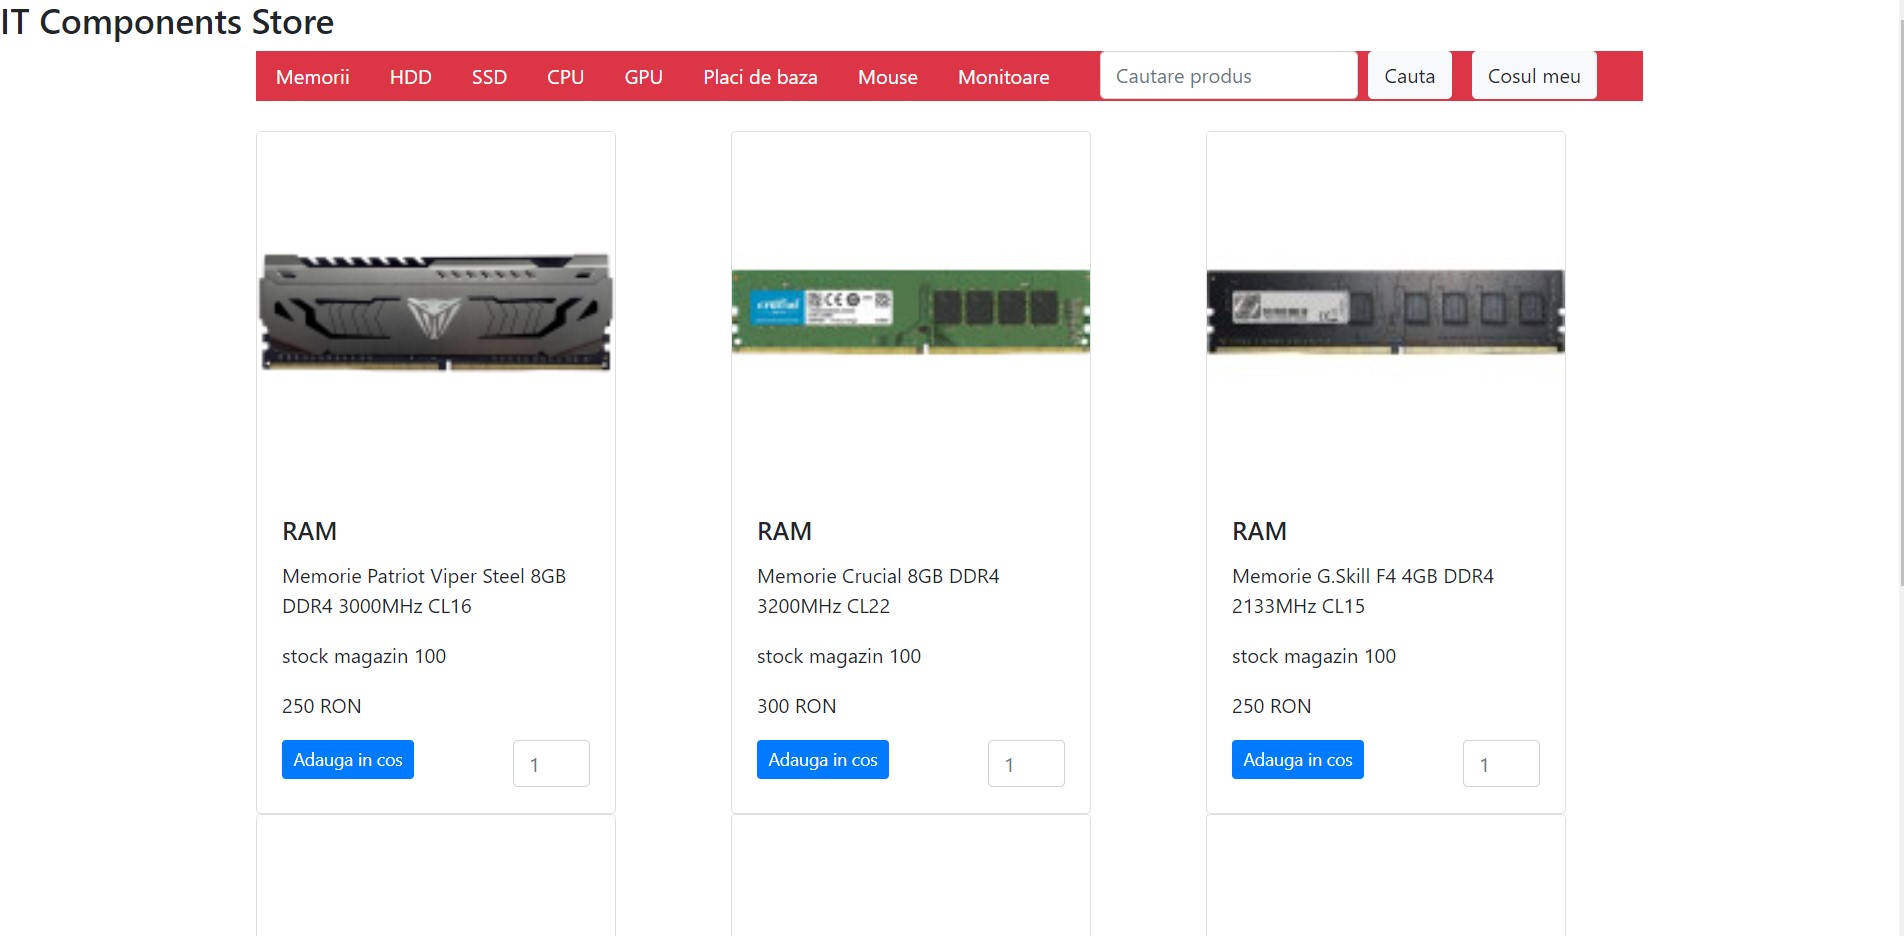 IT Components Store
Memorii HDD SSD CPU GPU Placi de baza Mouse Monitoare Cautare produs Cauta Cosul meu
crucial
RAM
Memorie Patriot Viper Steel 8GB
DDR4 3000MHz CL16
stock magazin 100
250 RON
Adauga in cos 1
RAM
Memorie Crucial 8GB DDR4
3200MHz CL22
stock magazin 100
300 RON
Adauga in cos 1
RAM
Memorie G.Skill F4 4GB DDR4
2133MHz CL15
stock magazin 100
250 RON
Adauga in cos 1